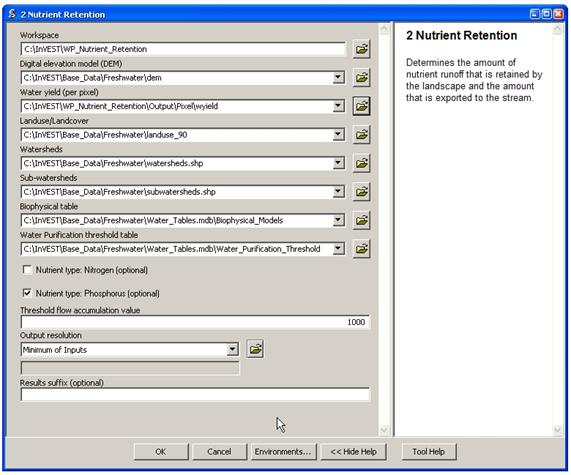 2 Nutrient Retention
Workspace
C:\InVEST\WP_Nutrient_Retention
Digital elevation model (DEM)
C:\InVEST\Base_Data\Freshwater\dem
Water yield (per pixel)
C:\InVEST\WP_Nutrient_Retention\Output\Pixel\wyield
Landuse/Landcover
C:\InVEST\Base_Data\Freshwater\landuse_90
Watersheds
C:\InVEST\Base_Data\Freshwater\watersheds.shp
Sub-watersheds
C:\InVEST\Base_Data\Freshwater\subwatersheds.shp
Biophysical table
C:\InVEST\Base_Data\Freshwater\Water_Tables.mdb\Biophysical_Models
Water Purification threshold table
C:\InVEST\Base_Data\Freshwater\Water_Tables.mdb\Water_Purification_Threshold
Nutrient type: Nitrogen (optional)
Nutrient type: Phosphorus (optional)
Threshold flow accumulation value
1000
Output resolution
Minimum of Inputs
Results suffix (optional)
OK
Cancel
Environments...
<< Hide Help
Tool Help
2 Nutrient Retention
Determines the amount of
nutrient runoff that is retained by
the landscape and the amount
that is exported to the stream.